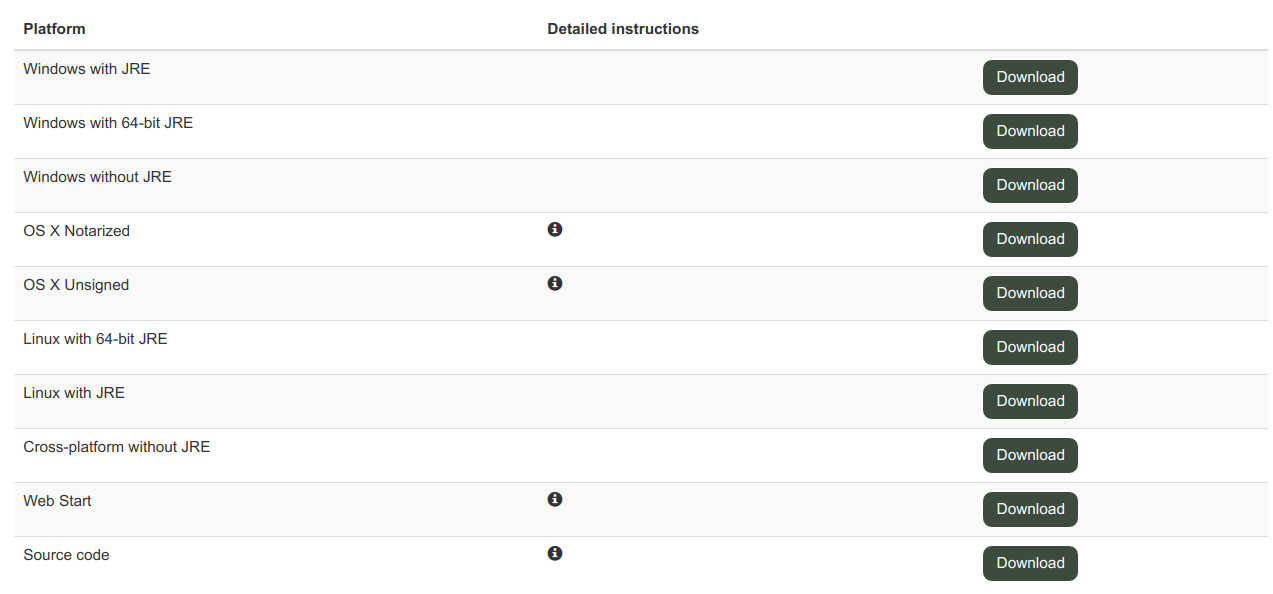 Platform Detailed instructions
Windows with JRE Download
Windows with 64-bit JRE Download
Windows without JRE Download
OS X Notarized Download
OS X Unsigned Download
Linux with 64-bit JRE Download
Linux with JRE Download
Cross-platform without JRE Download
Web Start Download
Source code Download